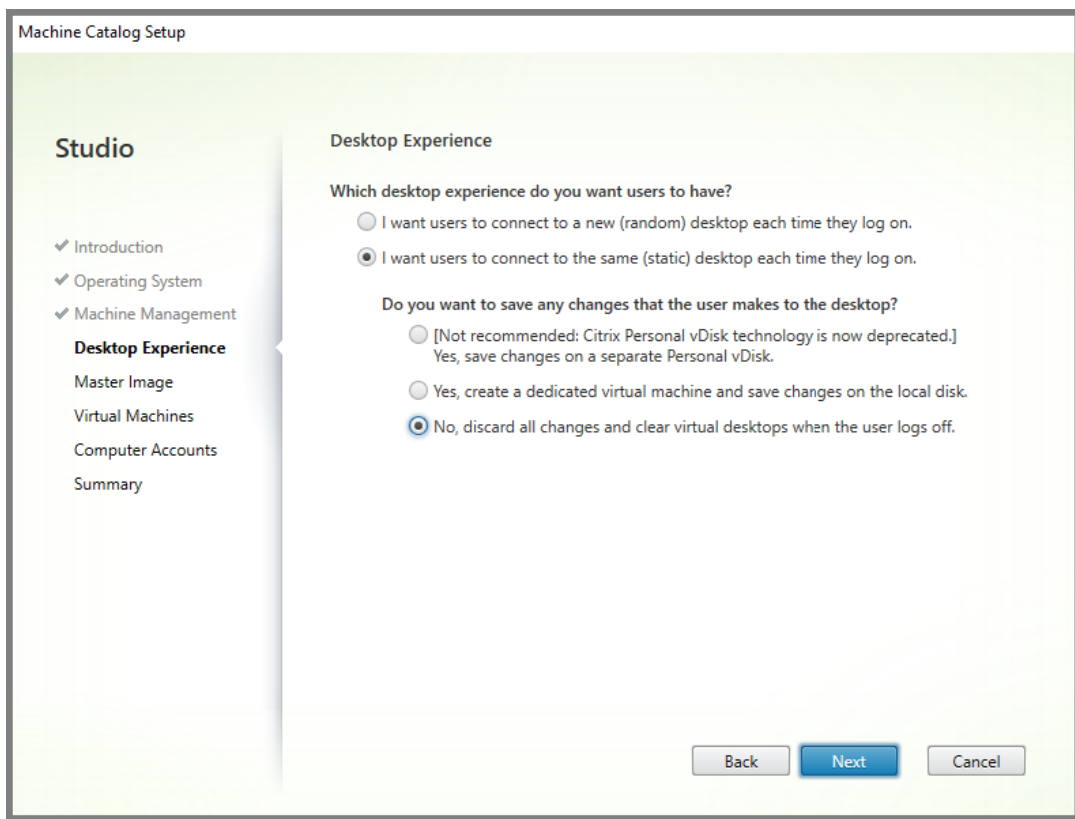 Machine Catalog Setup
Studio
Introduction
Operating System
Machine Management
Desktop Experience
Master Image
Virtual Machines
Computer Accounts
Summary
Desktop Experience
Which desktop experience do you want users to have?
I want users to connect to a new (random) desktop each time they log on.
I want users to connect to the same (static) desktop each time they log on.
Do you want to save any changes that the user makes to the desktop?
[Not recommended: Citrix Personal vDisk technology is now deprecated.]
Yes, save changes on a separate Personal vDisk.
Yes, create a dedicated virtual machine and save changes on the local disk.
No, discard all changes and clear virtual desktops when the user logs off.
Back
Next
Cancel